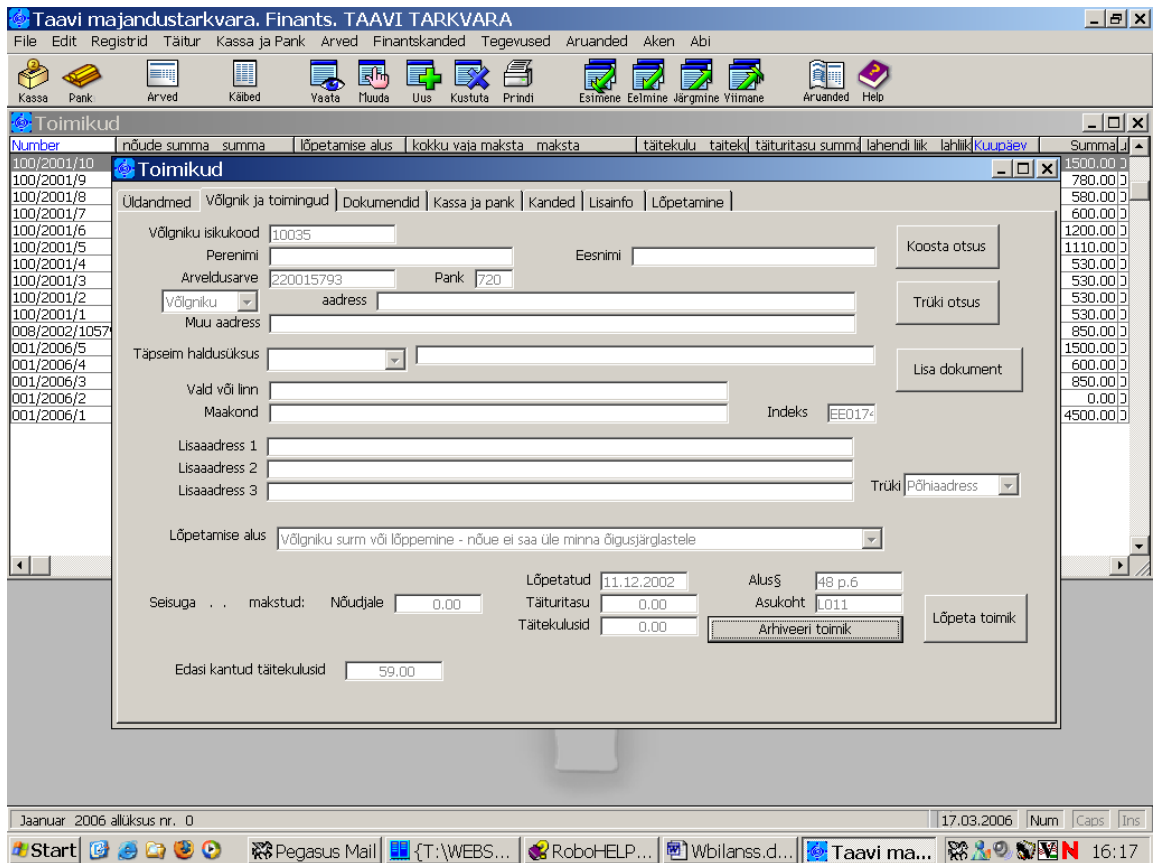 Taavi majandustarkvara. Finants. TAAVI TARKVARA
File Edit Registrid Täitur Kassa ja Pank Arved Finantskanded Tegevused Aruanded Aken Abi
Kassa Pank Arved Käibed Vaata Muuda Uus Kustuta Prindi Esimene Eelmine Järgmine Viimane Aruanded Help
Toimikud
Number nõude summa summa lõpetamise alus kokku vaja maksta maksta täitekulu taiteku täituritasu summa lahendi liik lahliik Kuupäev Summa
100/2001/10 1500.00
100/2001/9 780.00
100/2001/8 580.00
100/2001/7 600.00
100/2001/6 1200.00
100/2001/5 1110.00
100/2001/4 530.00
100/2001/3 530.00
100/2001/2 530.00
100/2001/1 530.00
008/2002/1057 850.00
001/2006/5 1500.00
001/2006/4 600.00
001/2006/3 850.00
001/2006/2 0.00
001/2006/1 4500.00
Toimikud
Üldandmed Võlgnik ja toimingud Dokumendid Kassa ja pank Kanded Lisainfo Lõpetamine
Võlgniku isikukood 10035
Koosta otsus
Perenimi Eesnimi
Arveldusarve 220015793 Pank 720
Võlgniku aadress
Trüki otsus
Muu aadress
Täpseim haldusüksus
Lisa dokument
Vald või linn
Maakond Indeks EE0174
Lisaaadress 1
Lisaaadress 2
Lisaaadress 3
Trüki Põhiaadress
Lõpetamise alus Võlgniku surm või lõppemine - nõue ei saa üle minna õigusjärglastele
Lõpetatud 11.12.2002 Alus§ 48 p.6
Seisuga . . makstud: Nõudjale 0.00 Täituritasu 0.00 Asukoht L011
Täitekulusid 0.00 Arhiveeri toimik
Lõpeta toimik
Edasi kantud täitekulusid 59.00
Jaanuar 2006 allüksus nr. 0 17.03.2006 Num Caps Ins
Start Pegasus Mail {T:\WEBS... RoboHELP... Wbilanss.d... Taavi ma... N 16:17